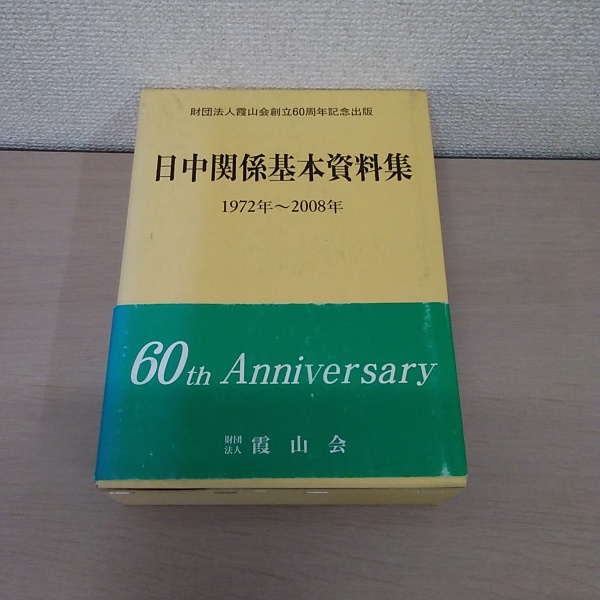 財団法人霞山会創立60周年記念出版
日中関係基本資料集
1972年～2008年
60th Anniversary
財団法人 霞山会